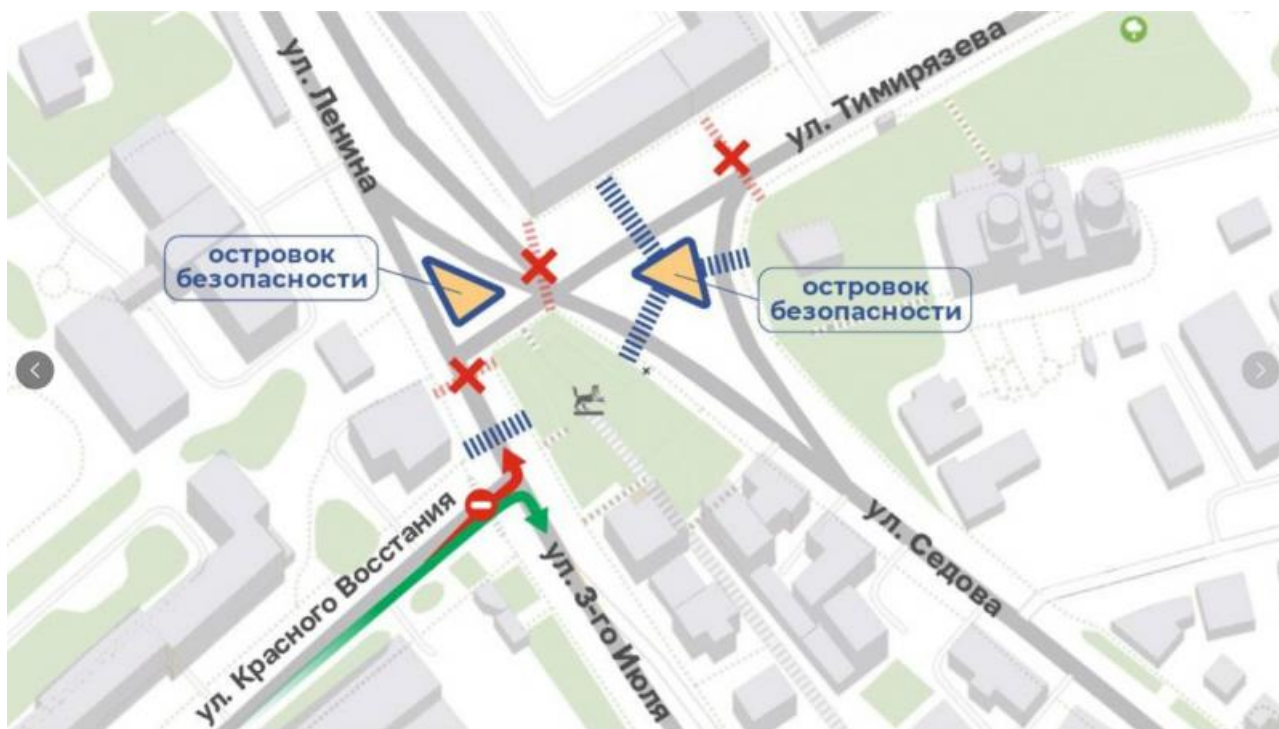 ул. Ленина
ул. Тимирязева
островок
безопасности
островок
безопасности
ул. Красного Восстания
ул. 3-го Июля
ул. Седова